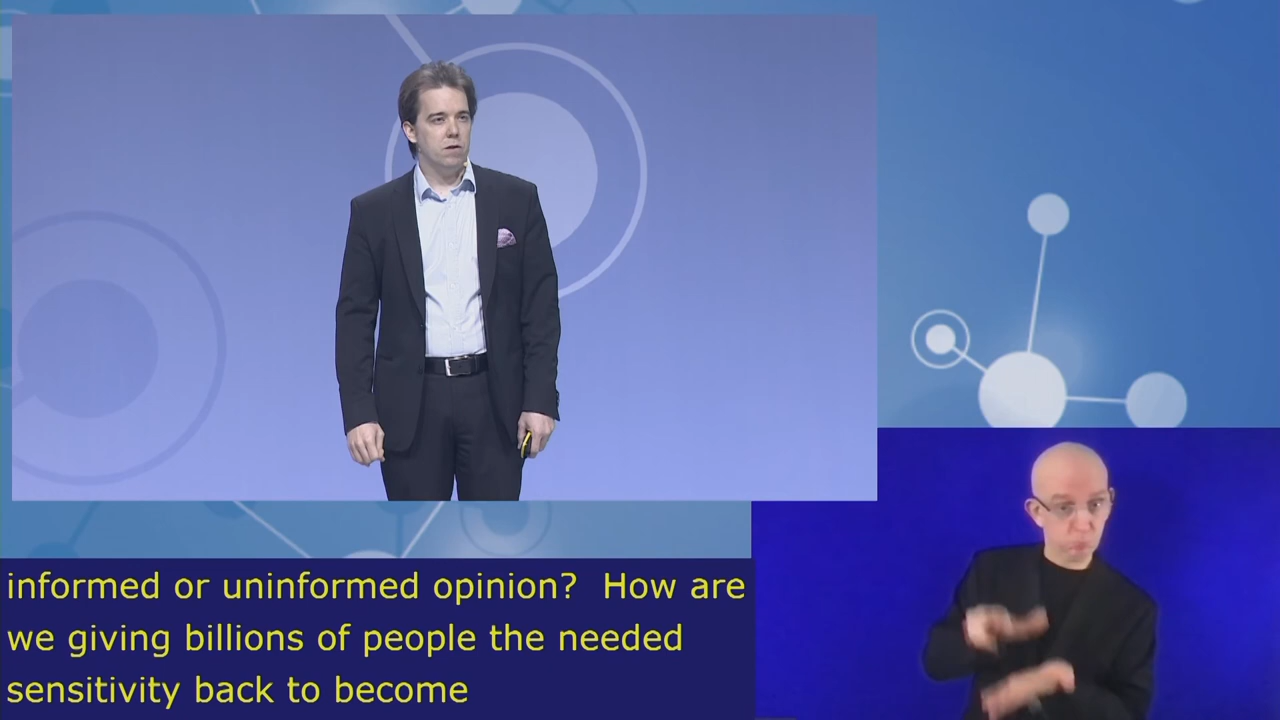 informed or uninformed opinion?  How are
we giving billions of people the needed
sensitivity back to become